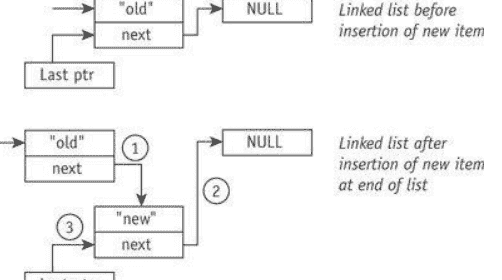 "old"
next
NULL
Linked list before
insertion of new item
Last ptr
"old"
next
1
NULL
Linked list after
insertion of new item
at end of list
2
"new"
next
3